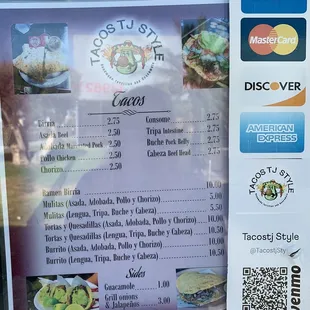 TACOS TJ STYLE
Tacos
Birria 2.75
Asada Beef 2.50
Adobada Marinated Pork 2.50
Pollo Chicken 2.50
Chorizo 2.50
Consome 2.75
Tripa Intestine 2.75
Buche Pork Belly 2.75
Cabeza Beef Head 2.75
Ramen Birria 10.00
Mulitas (Asada, Adobada, Pollo y Chorizo) 5.00
Mulitas (Lengua, Tripa, Buche y Cabeza) 5.50
Tortas y Quesadillas (Asada, Adobada, Pollo y Chorizo) 10.00
Tortas y Quesadillas (Lengua, Tripa, Buche y Cabeza) 10.50
Burrito (Asada, Adobada, Pollo y Chorizo) 10.00
Burrito (Lengua, Tripa, Buche y Cabeza) 10.50
Sides
Guacamole 1.00
Grill onions & Jalapeños 3.00
MasterCard
DISCOVER
AMERICAN EXPRESS
TACOS TJ STYLE
Tacostj Style
@TacostjStyle
venmo